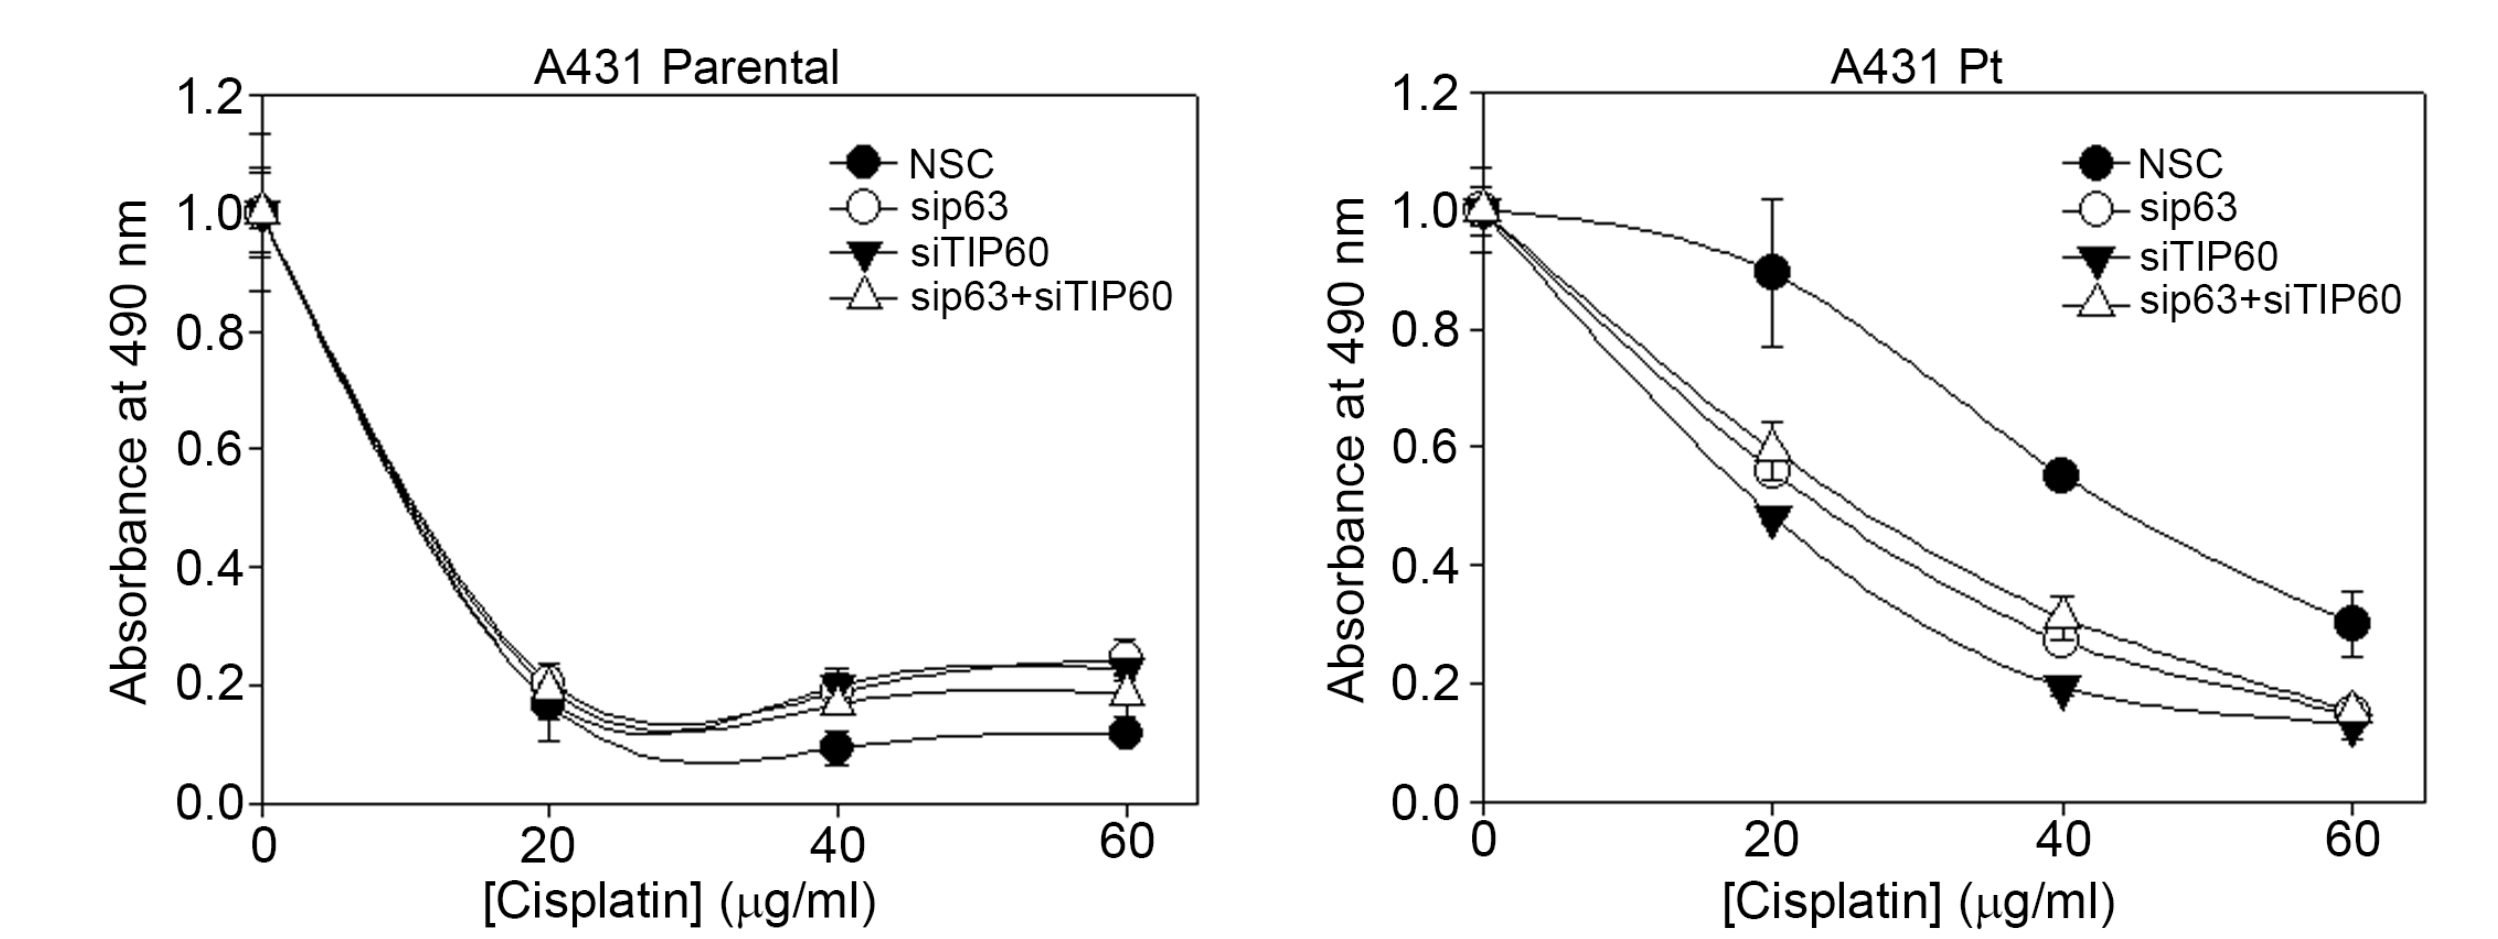 A431 Parental
1.2
1.0
0.8
0.6
0.4
0.2
0.0
Absorbance at 490 nm
NSC
sip63
siTIP60
sip63+siTIP60
0 20 40 60
[Cisplatin] (μg/ml)
A431 Pt
1.2
1.0
0.8
0.6
0.4
0.2
0.0
Absorbance at 490 nm
NSC
sip63
siTIP60
sip63+siTIP60
0 20 40 60
[Cisplatin] (μg/ml)